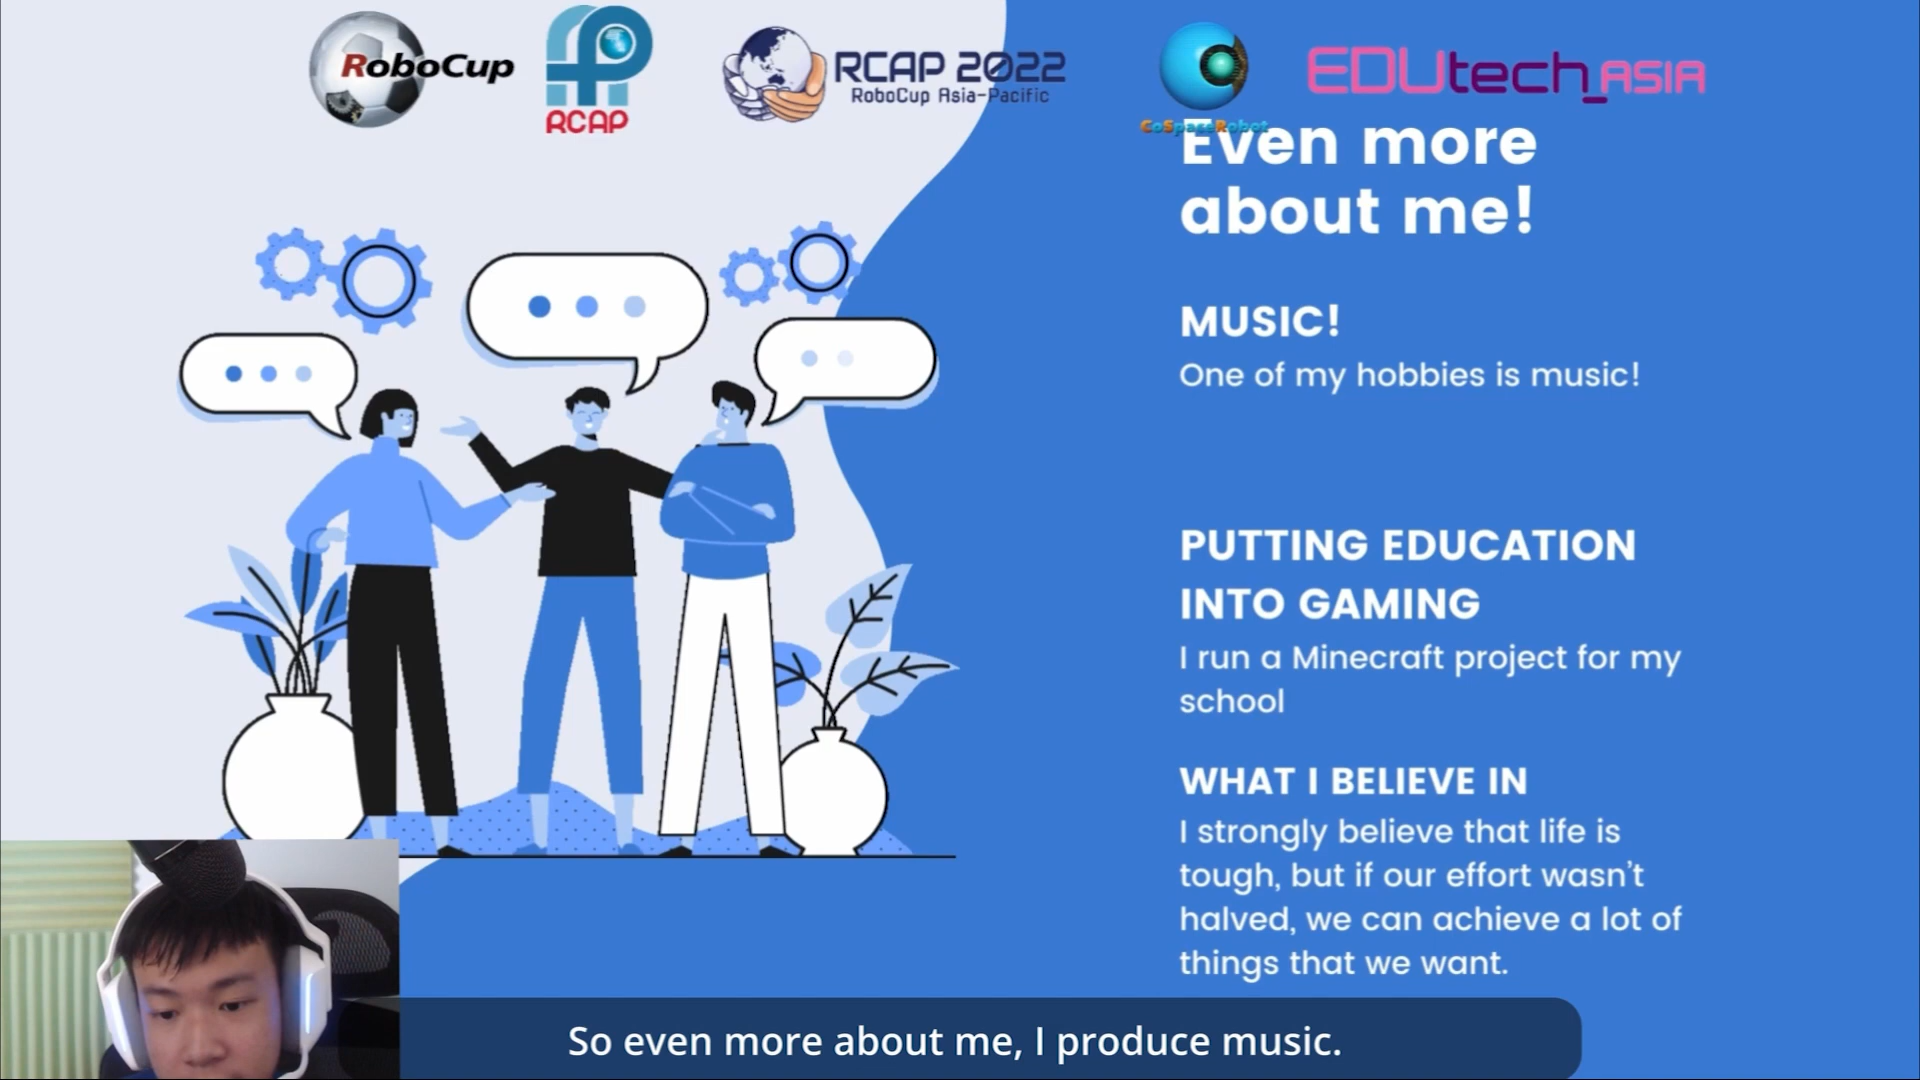 RoboCup
RCAP
RCAP 2022
RoboCup Asia-Pacific
CoSpaceRobot
EDUtech_ASIA
Even more
about me!
MUSIC!
One of my hobbies is music!
PUTTING EDUCATION
INTO GAMING
I run a Minecraft project for my
school
WHAT I BELIEVE IN
I strongly believe that life is
tough, but if our effort wasn't
halved, we can achieve a lot of
things that we want.
So even more about me, I produce music.